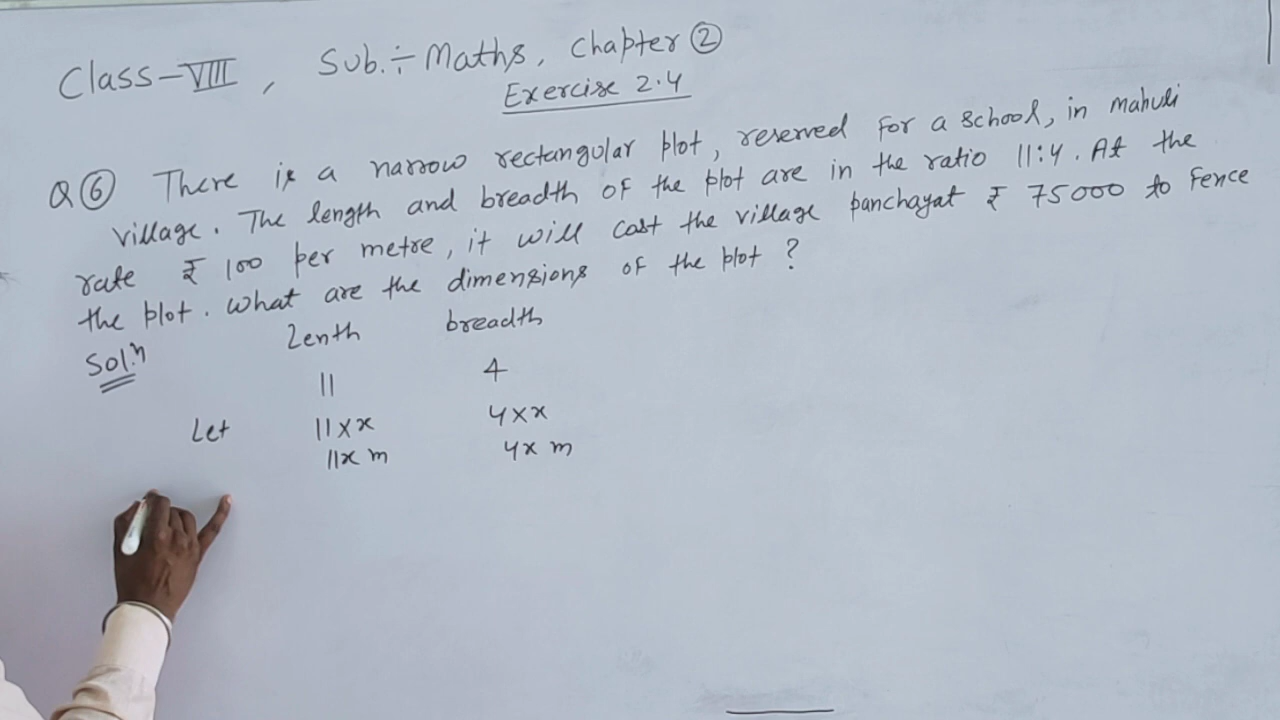 Class-VIII, Sub.÷ Maths, Chapter ②
Exercise 2.4
Q⑥ There is a narrow rectangular plot, reserved for a school, in mahuli
village. The length and breadth of the plot are in the ratio 11:4. At the
rate ₹ 100 per metre, it will cost the village panchayat ₹ 75000 to fence
the plot. What are the dimensions of the plot ?
Sol.n Lenth breadth
11 4
Let 11×x 4×x
11x m 4x m